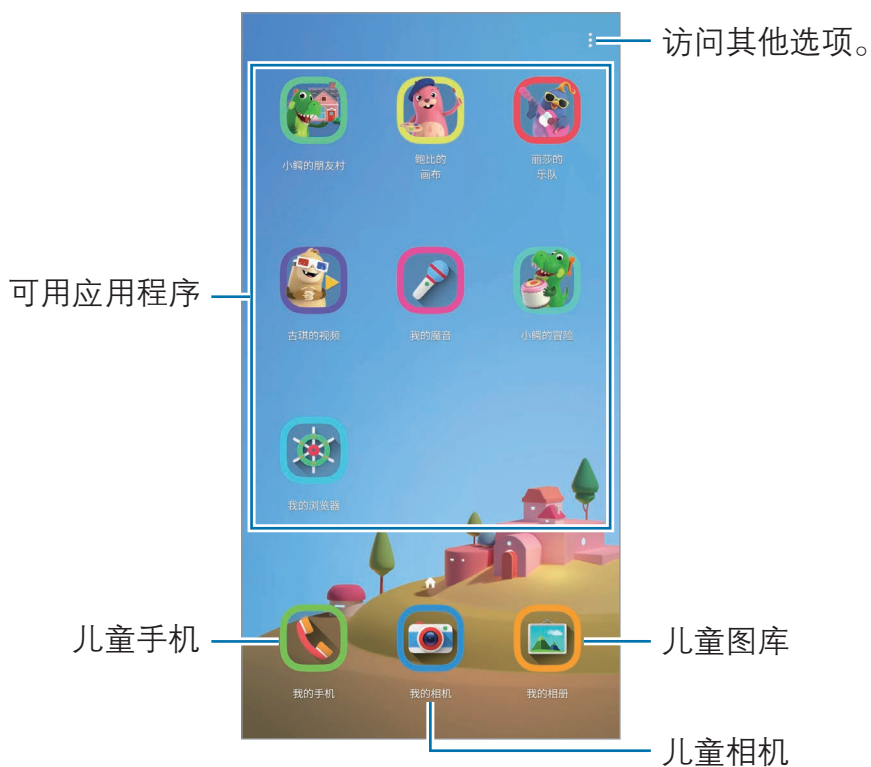 访问其他选项。
小鳄的朋友村
鲍比的
画布
丽莎的
乐队
可用应用程序
古琪的视频
我的魔音
小鳄的冒险
我的浏览器
儿童手机
儿童图库
我的手机
我的相机
我的相册
儿童相机